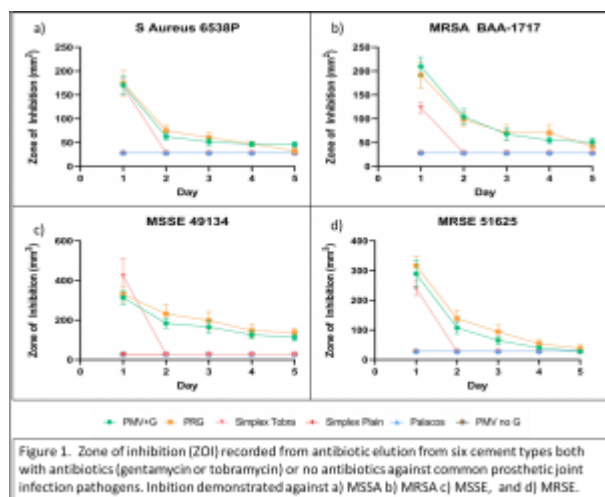 a)
S Aureus 6538P
Zone of Inhibition (mm²)
250
200
150
100
50
0
0 1 2 3 4 5
Day
b)
MRSA BAA-1717
Zone of Inhibition (mm²)
250
200
150
100
50
0
0 1 2 3 4 5
Day
c)
MSSE 49134
Zone of Inhibition (mm²)
600
400
200
0
0 1 2 3 4 5
Day
d)
MRSE 51625
Zone of Inhibition (mm²)
400
300
200
100
0
0 1 2 3 4 5
Day
PMV+G PRG Simplex Tobra Simplex Plain Palacos PMV no G
Figure 1. Zone of inhibition (ZOI) recorded from antibiotic elution from six cement types both
with antibiotics (gentamycin or tobramycin) or no antibiotics against common prosthetic joint
infection pathogens. Inbition demonstrated against a) MSSA b) MRSA c) MSSE, and d) MRSE.